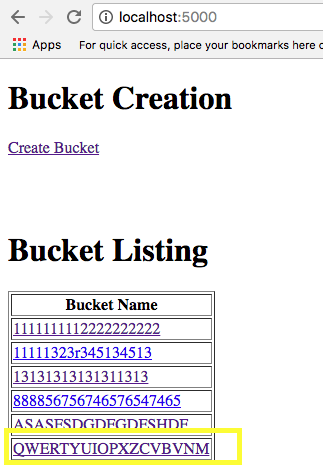 localhost:5000
Apps For quick access, place your bookmarks here o
Bucket Creation
Create Bucket
Bucket Listing
Bucket Name
1111111112222222222
11111323r345134513
13131313131311313
888856756746576547465
ASASFSDGDFGDFSHDF
QWERTYUIOPXZCVBVNM